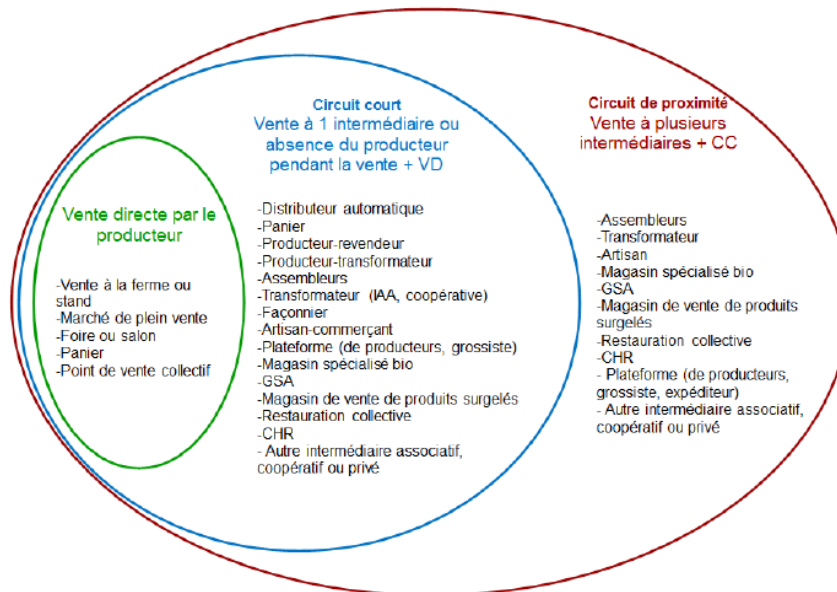 Vente directe par le
producteur
-Vente à la ferme ou
stand
-Marché de plein vente
-Foire ou salon
-Panier
-Point de vente collectif
Circuit court
Vente à 1 intermédiaire ou
absence du producteur
pendant la vente + VD
-Distributeur automatique
-Panier
-Producteur-revendeur
-Producteur-transformateur
-Assembleurs
-Transformateur (IAA, coopérative)
-Façonnier
-Artisan-commerçant
-Plateforme (de producteurs, grossiste)
-Magasin spécialisé bio
-GSA
-Magasin de vente de produits surgelés
-Restauration collective
-CHR
- Autre intermédiaire associatif,
coopératif ou privé
Circuit de proximité
Vente à plusieurs
intermédiaires + CC
-Assembleurs
-Transformateur
-Artisan
-Magasin spécialisé bio
-GSA
-Magasin de vente de produits
surgelés
-Restauration collective
-CHR
- Plateforme (de producteurs,
grossiste, expéditeur)
- Autre intermédiaire associatif,
coopératif ou privé